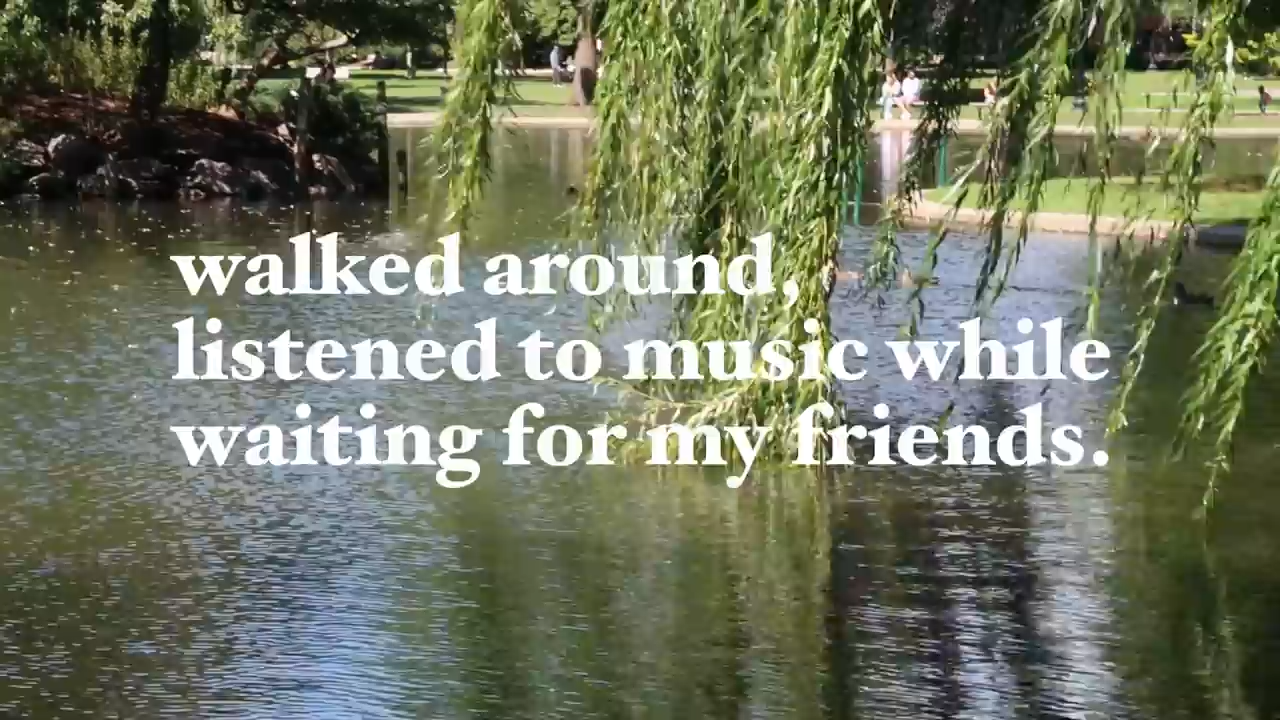 walked around,
listened to music while
waiting for my friends.